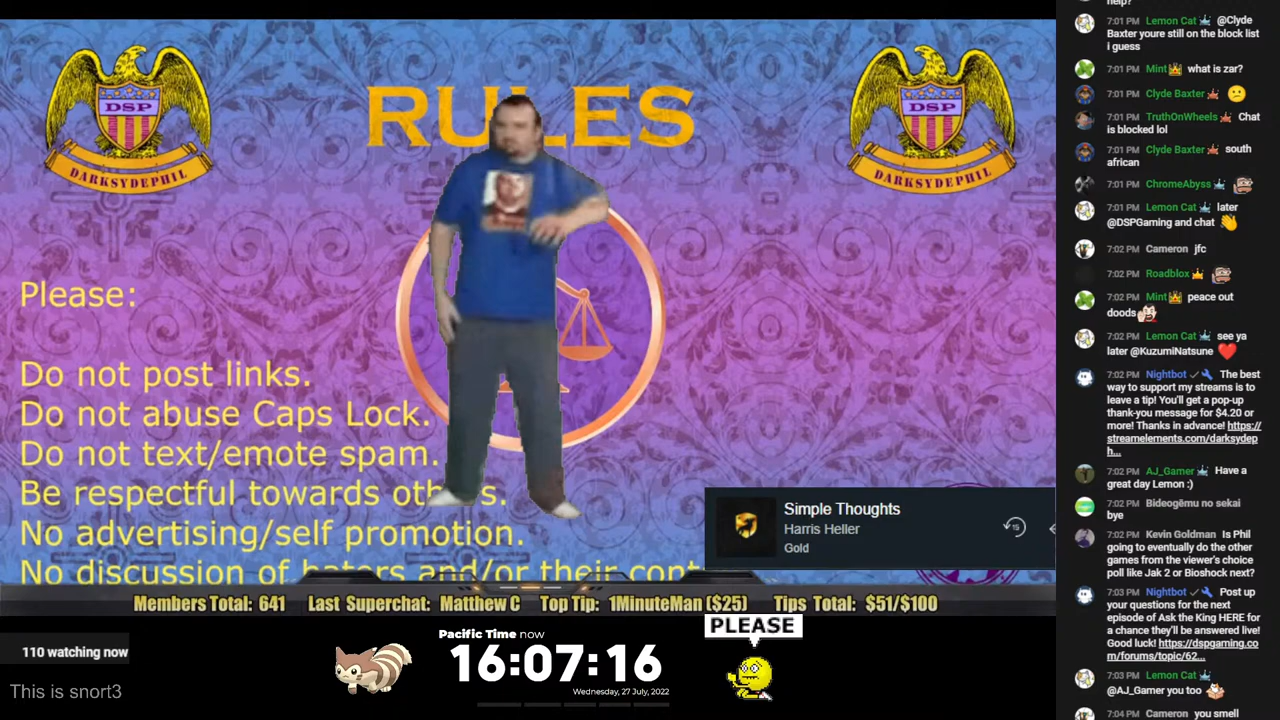 RULES
DSP
DARKSYDEPHIL
DSP
DARKSYDEPHIL
Please:
Do not post links.
Do not abuse Caps Lock.
Do not text/emote spam.
Be respectful towards oth s.
No advertising/self promotion.
No discussion of haters and/or their cont
Simple Thoughts
Harris Heller
Gold
15
Members Total: 641 Last Superchat: Matthew C Top Tip: 1MinuteMan ($25) Tips Total: $51/$100
110 watching now
This is snort3
Pacific Time now
16:07:16
Wednesday, 27 July, 2022
PLEASE
help?
7:01 PM Lemon Cat @Clyde
Baxter youre still on the block list
i guess
7:01 PM Mint what is zar?
7:01 PM Clyde Baxter
7:01 PM TruthOnWheels Chat
is blocked lol
7:01 PM Clyde Baxter south
african
7:01 PM ChromeAbyss
7:01 PM Lemon Cat later
@DSPGaming and chat
7:02 PM Cameron jfc
7:02 PM Roadblox
7:02 PM Mint peace out
doods
7:02 PM Lemon Cat see ya
later @KuzumiNatsune
7:02 PM Nightbot The best
way to support my streams is to
leave a tip! You'll get a pop-up
thank-you message for $4.20 or
more! Thanks in advance! https://
streamelements.com/darksydep
h...
7:02 PM AJ_Gamer Have a
great day Lemon :)
7:02 PM Bideogēmu no sekai
bye
7:02 PM Kevin Goldman Is Phil
going to eventually do the other
games from the viewer's choice
poll like Jak 2 or Bioshock next?
7:03 PM Nightbot Post up
your questions for the next
episode of Ask the King HERE for
a chance they'll be answered live!
Good luck! https://dspgaming.co
m/forums/topic/62...
7:03 PM Lemon Cat
@AJ_Gamer you too
7:04 PM Cameron you smell